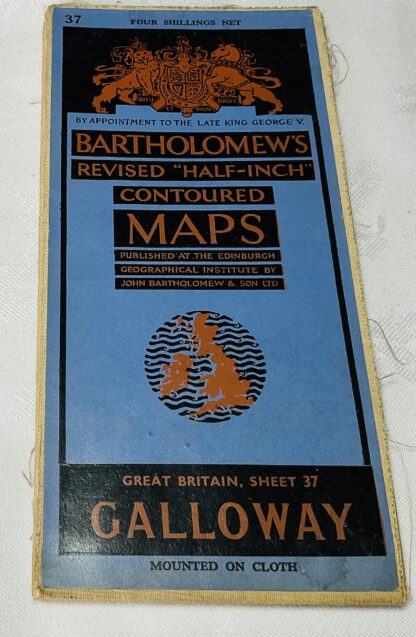 37 FOUR SHILLINGS NET
DIEU ET MON DROIT
BY APPOINTMENT TO THE LATE KING GEORGE V.
BARTHOLOMEW'S
REVISED "HALF-INCH"
CONTOURED
MAPS
PUBLISHED AT THE EDINBURGH
GEOGRAPHICAL INSTITUTE BY
JOHN BARTHOLOMEW & SON LTD
GREAT BRITAIN, SHEET 37
GALLOWAY
MOUNTED ON CLOTH